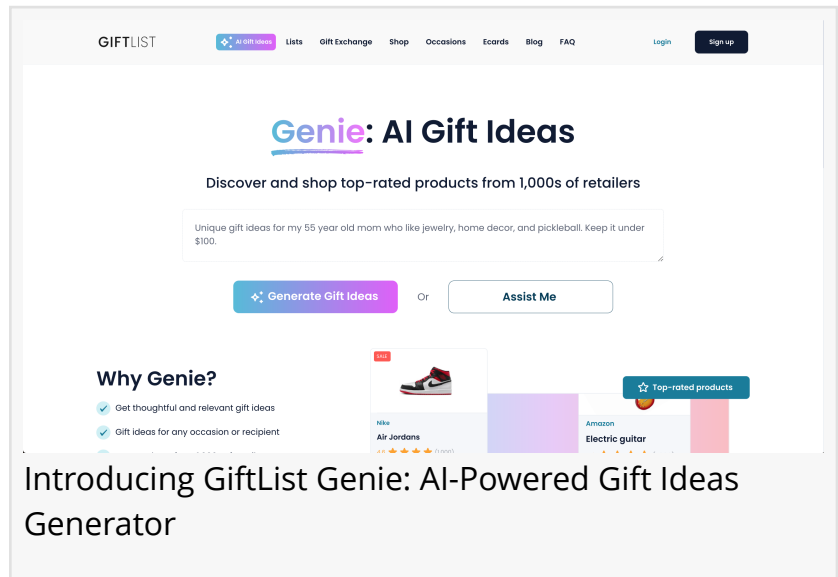 GIFTLIST
AI Gift Ideas
Lists
Gift Exchange
Shop
Occasions
Ecards
Blog
FAQ
Login
Sign up
Genie: AI Gift Ideas
Discover and shop top-rated products from 1,000s of retailers
Unique gift ideas for my 55 year old mom who like jewelry, home decor, and pickleball. Keep it under
$100.
Generate Gift Ideas
Or
Assist Me
Why Genie?
Get thoughtful and relevant gift ideas
Gift ideas for any occasion or recipient
SALE
Nike
Air Jordans
Top-rated products
Amazon
Electric guitar
Introducing GiftList Genie: AI-Powered Gift Ideas
Generator